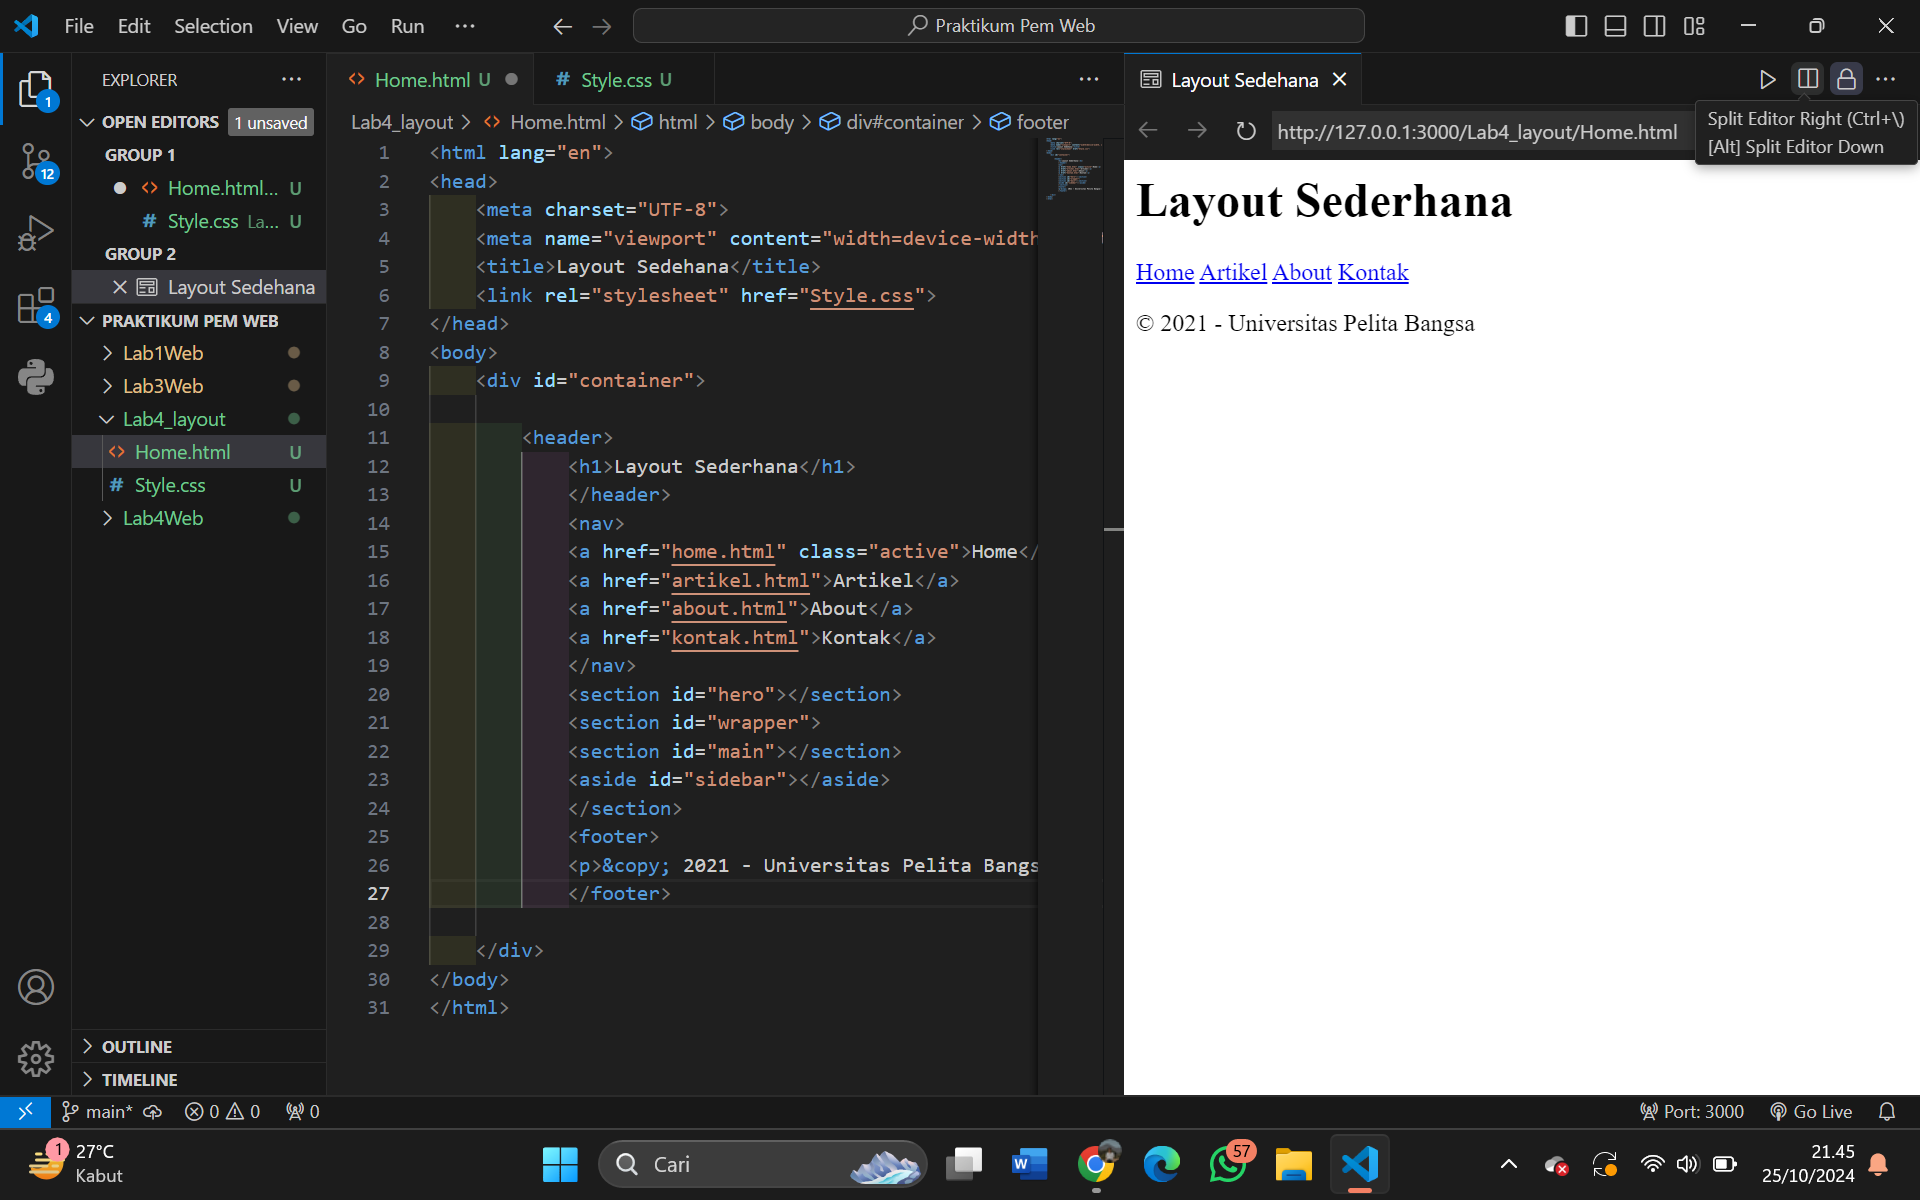 File Edit Selection View Go Run ··· Praktikum Pem Web
EXPLORER ···
OPEN EDITORS 1 unsaved
GROUP 1
Home.html... U
Style.css La... U
GROUP 2
Layout Sedehana
PRAKTIKUM PEM WEB
Lab1Web
Lab3Web
Lab4_layout
Home.html U
Style.css U
Lab4Web
OUTLINE
TIMELINE
1
12
4
Home.html U
Style.css U
···
Lab4_layout > Home.html > html > body > div#container > footer
1 <html lang="en">
2 <head>
3 <meta charset="UTF-8">
4 <meta name="viewport" content="width=device-width
5 <title>Layout Sedehana</title>
6 <link rel="stylesheet" href="Style.css">
7 </head>
8 <body>
9 <div id="container">
10
11 <header>
12 <h1>Layout Sederhana</h1>
13 </header>
14 <nav>
15 <a href="home.html" class="active">Home</
16 <a href="artikel.html">Artikel</a>
17 <a href="about.html">About</a>
18 <a href="kontak.html">Kontak</a>
19 </nav>
20 <section id="hero"></section>
21 <section id="wrapper">
22 <section id="main"></section>
23 <aside id="sidebar"></aside>
24 </section>
25 <footer>
26 <p>&copy; 2021 - Universitas Pelita Bangs
27 </footer>
28
29 </div>
30 </body>
31 </html>
Layout Sedehana
···
http://127.0.0.1:3000/Lab4_layout/Home.html
Split Editor Right (Ctrl+\)
[Alt] Split Editor Down
Layout Sederhana
Home Artikel About Kontak
© 2021 - Universitas Pelita Bangsa
main* 0 0 0 Port: 3000 Go Live
1
27°C
Kabut
Cari
57
21.45
25/10/2024